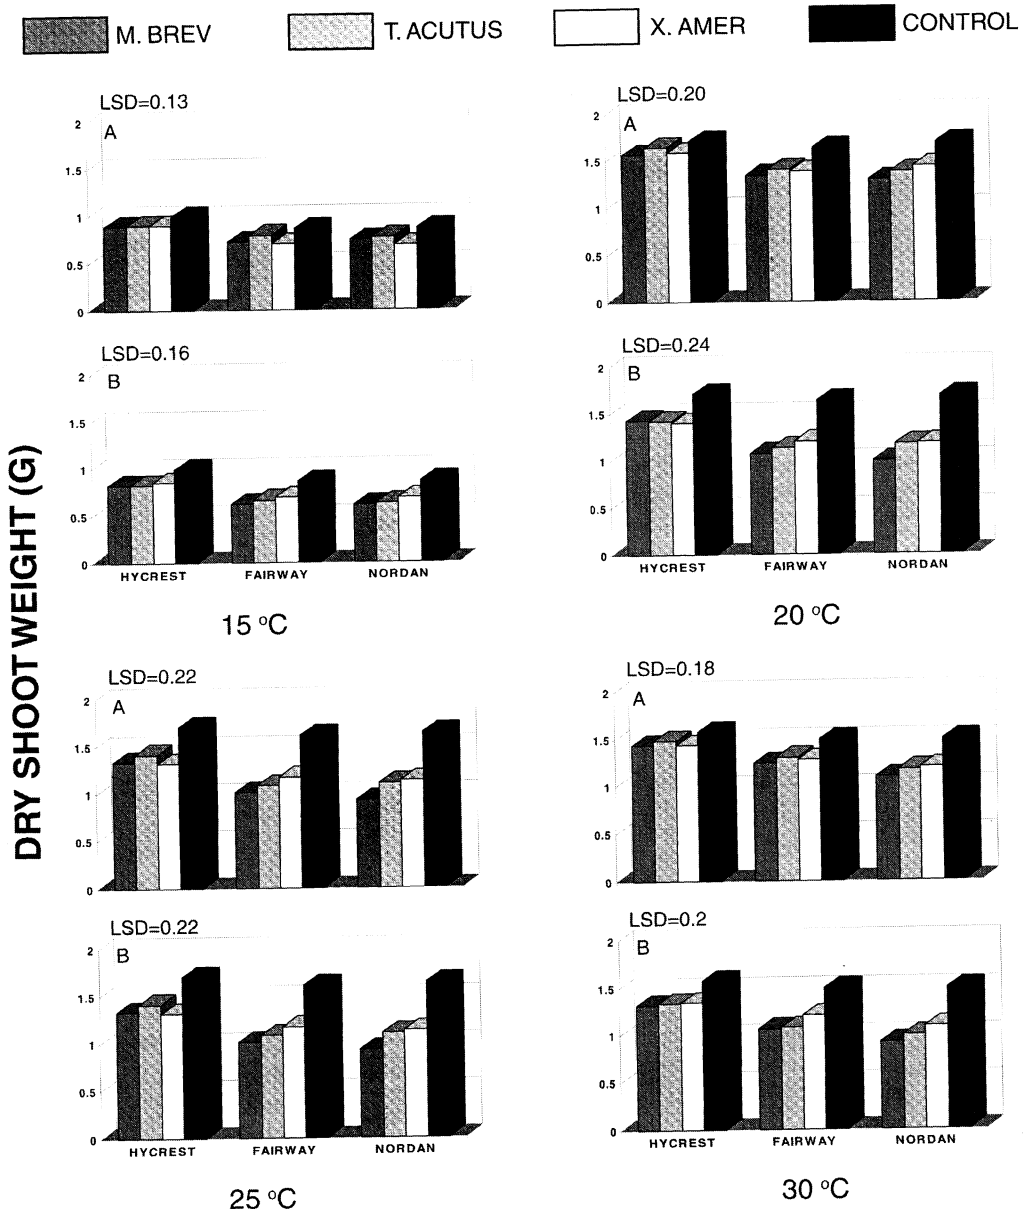 M. BREV T. ACUTUS X. AMER CONTROL
DRY SHOOT WEIGHT (G)
LSD=0.13
A
2
1.5
1
0.5
0
LSD=0.20
A
2
1.5
1
0.5
0
LSD=0.16
B
2
1.5
1
0.5
0
HYCREST FAIRWAY NORDAN
15 °C
LSD=0.24
B
2
1.5
1
0.5
0
HYCREST FAIRWAY NORDAN
20 °C
LSD=0.22
A
2
1.5
1
0.5
0
LSD=0.18
A
2
1.5
1
0.5
0
LSD=0.22
B
2
1.5
1
0.5
0
HYCREST FAIRWAY NORDAN
25 °C
LSD=0.2
B
2
1.5
1
0.5
0
HYCREST FAIRWAY NORDAN
30 °C